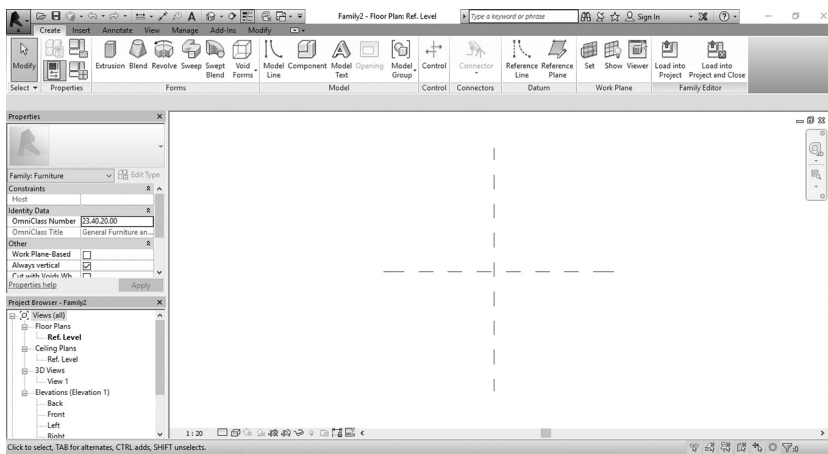 Family2 - Floor Plan: Ref. Level
Type a keyword or phrase
Sign In
Create Insert Annotate View Manage Add-Ins Modify
Modify
Extrusion Blend Revolve Sweep Swept Blend Void Forms
Model Line Component Model Text Opening Model Group
Control
Connector
Reference Line Reference Plane
Set Show Viewer
Load into Project Load into Project and Close
Select Properties Forms Model Control Connectors Datum Work Plane Family Editor
Properties
Family: Furniture Edit Type
Constraints
Host
Identity Data
OmniClass Number 23.40.20.00
OmniClass Title General Furniture an...
Other
Work Plane-Based
Always vertical
Cut with Voids Wh...
Properties help Apply
Project Browser - Family2
Views (all)
Floor Plans
Ref. Level
Ceiling Plans
Ref. Level
3D Views
View 1
Elevations (Elevation 1)
Back
Front
Left
Right
2D
1 : 20
Click to select, TAB for alternates, CTRL adds, SHIFT unselects.
:0